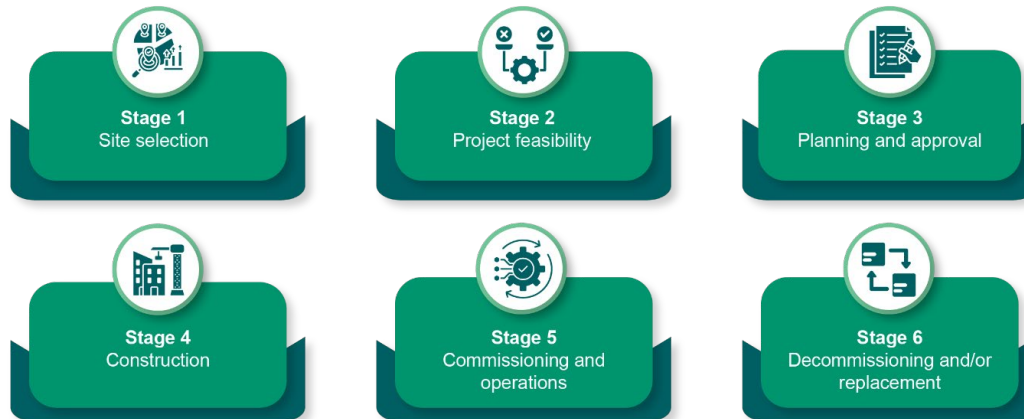 Stage 1
Site selection
Stage 2
Project feasibility
Stage 3
Planning and approval
Stage 4
Construction
Stage 5
Commissioning and
operations
Stage 6
Decommissioning and/or
replacement